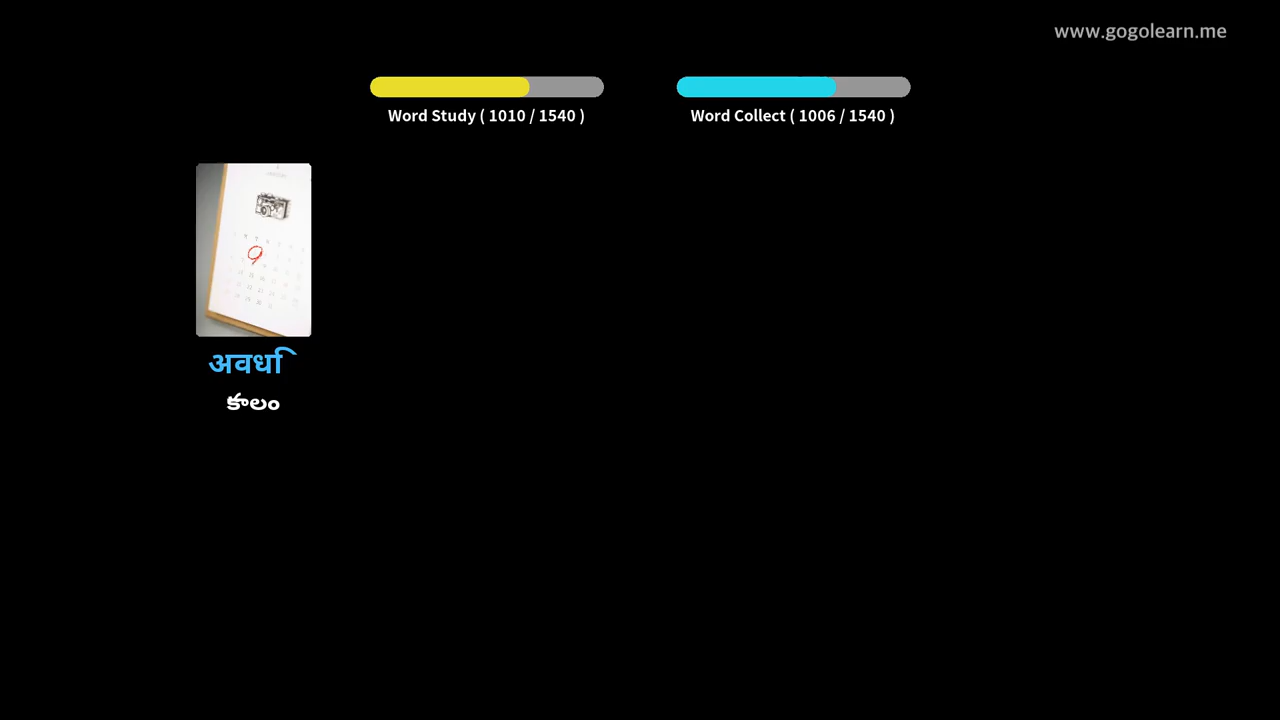 www.gogolearn.me
Word Study ( 1010 / 1540 )
Word Collect ( 1006 / 1540 )
अवधि
కాలం